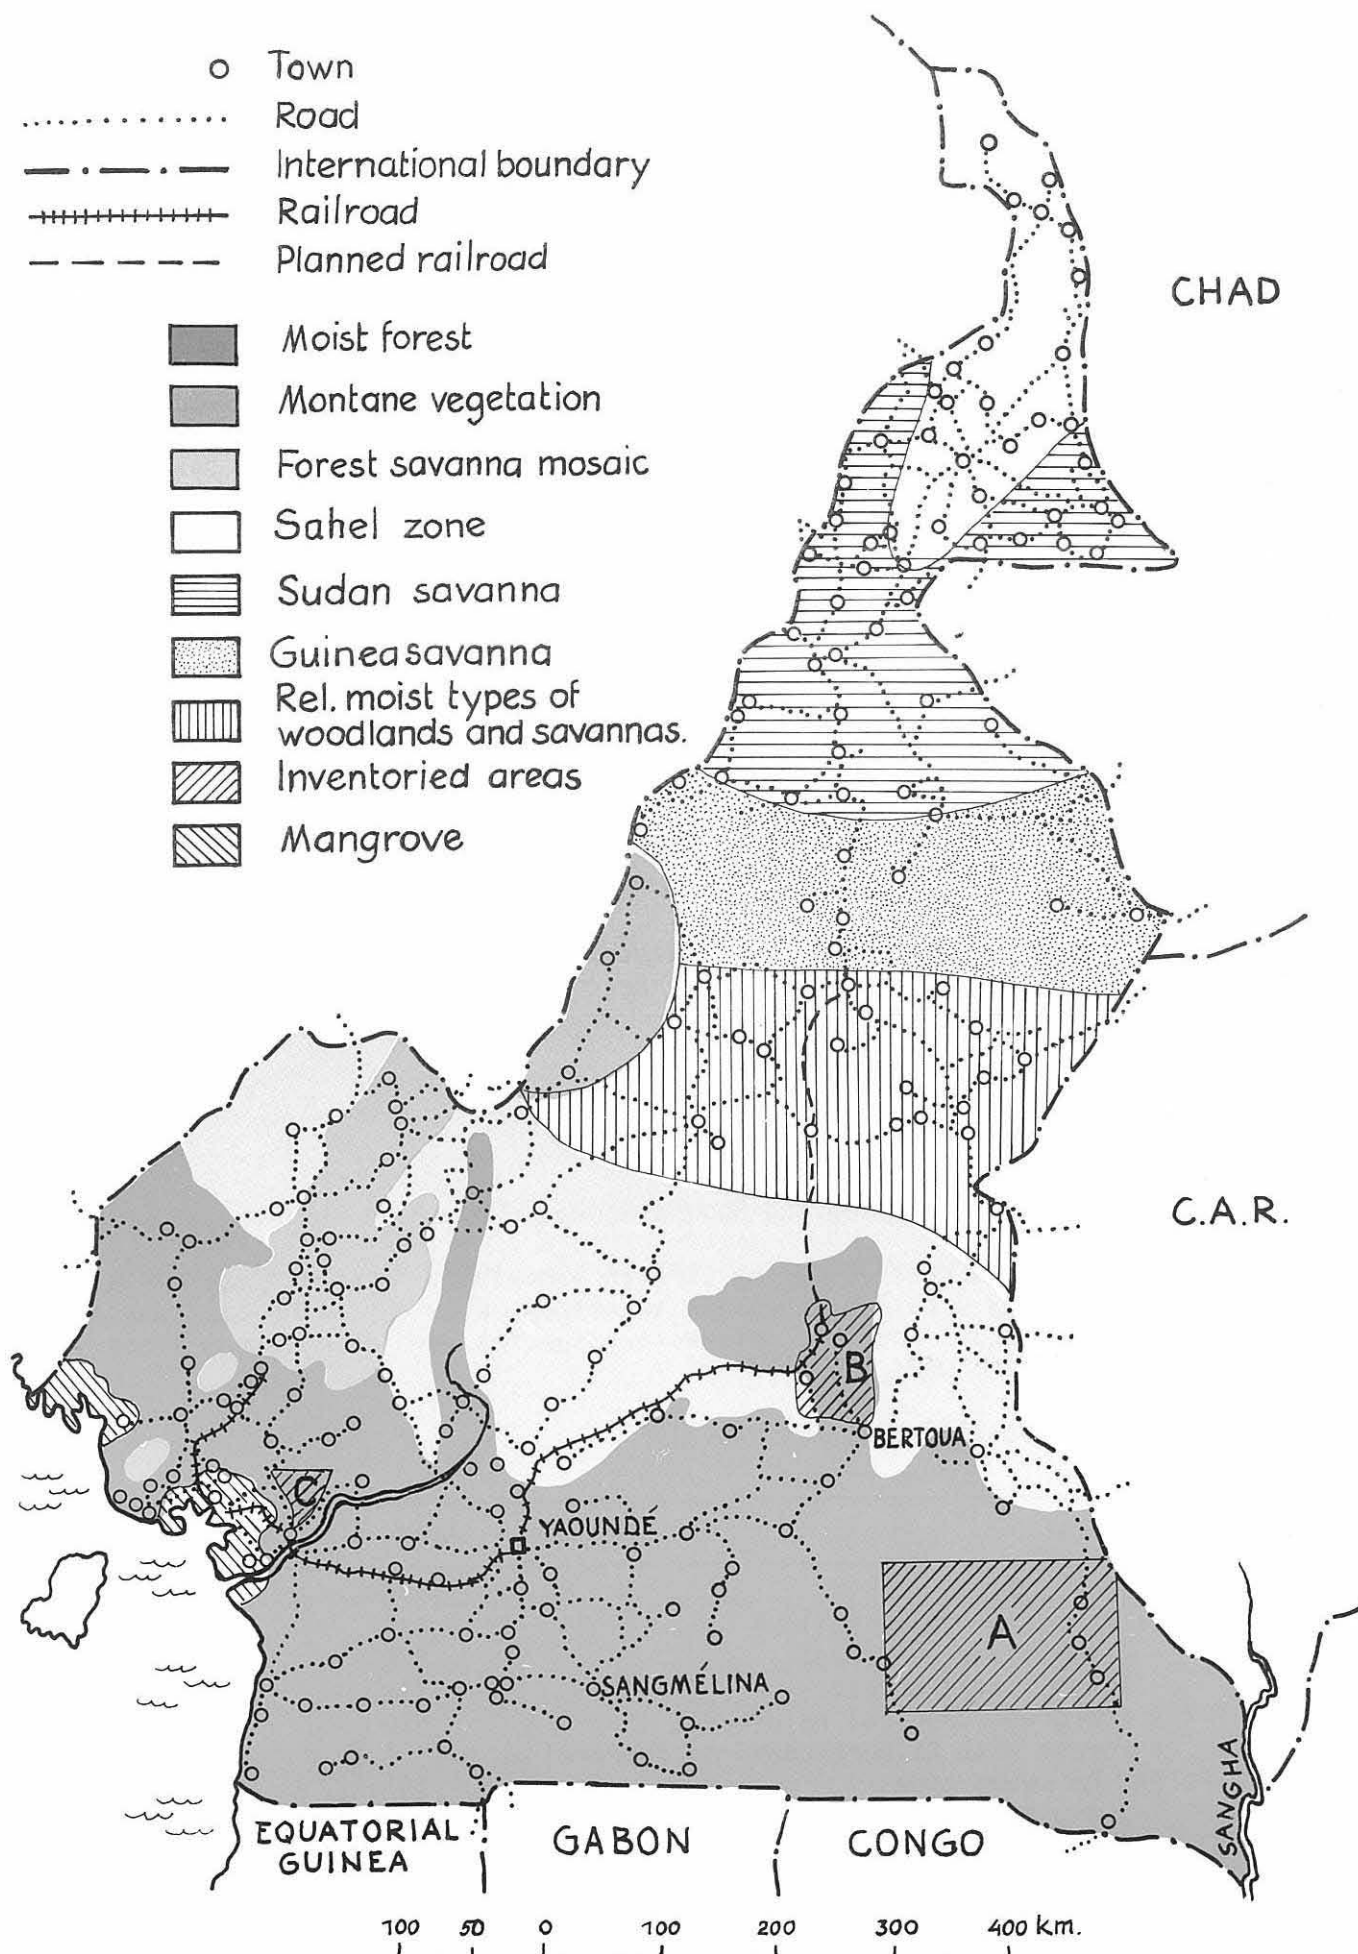 Town
Road
International boundary
Railroad
Planned railroad
Moist forest
Montane vegetation
Forest savanna mosaic
Sahel zone
Sudan savanna
Guinea savanna
Rel. moist types of
woodlands and savannas.
Inventoried areas
Mangrove
CHAD
C.A.R.
B
BERTOUA
C
YAOUNDÉ
A
SANGMÉLINA
SANGHA
EQUATORIAL
GUINEA
GABON
CONGO
100 50 0 100 200 300 400 km.